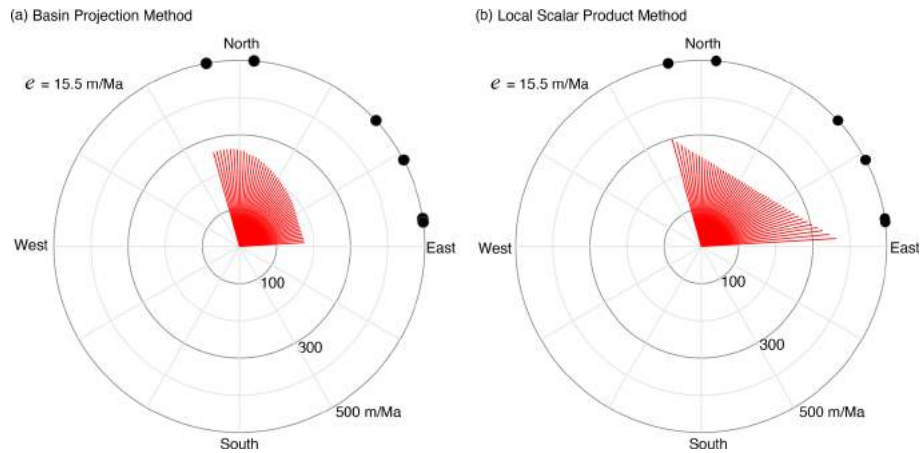 (a) Basin Projection Method
North
e = 15.5 m/Ma
West
East
100
300
500 m/Ma
South
(b) Local Scalar Product Method
North
e = 15.5 m/Ma
West
East
100
300
500 m/Ma
South